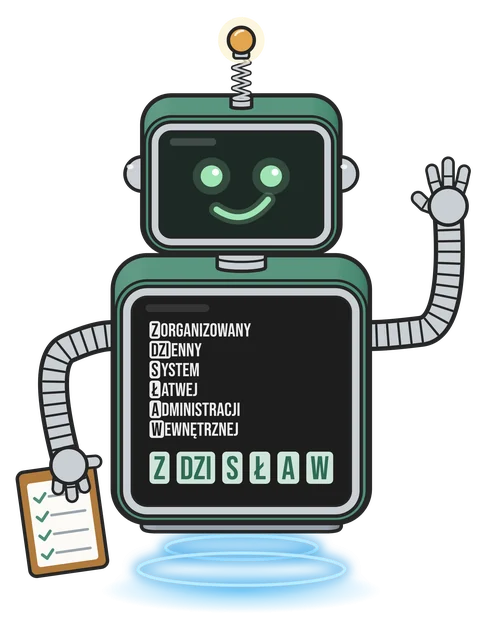 ZORGANIZOWANY
DZIENNY
SYSTEM
ŁATWEJ
ADMINISTRACJI
WEWNĘTRZNEJ
Z DZI S Ł A W